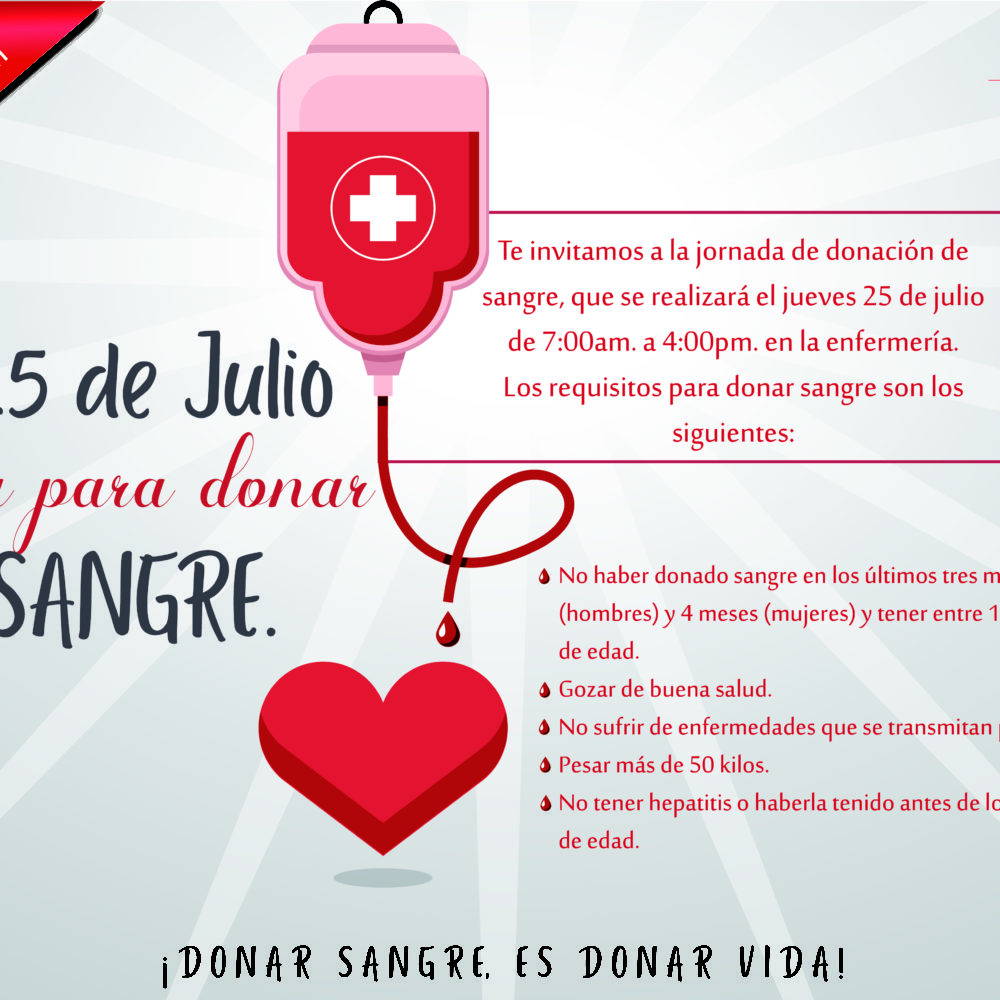 de Julio
para donar
SANGRE.
Te invitamos a la jornada de donación de
sangre, que se realizará el jueves 25 de julio
de 7:00am. a 4:00pm. en la enfermería.
Los requisitos para donar sangre son los
siguientes:
No haber donado sangre en los últimos tres
(hombres) y 4 meses (mujeres) y tener entre
de edad.
Gozar de buena salud.
No sufrir de enfermedades que se transmitan
Pesar más de 50 kilos.
No tener hepatitis o haberla tenido antes de
de edad.
¡DONAR SANGRE, ES DONAR VIDA!